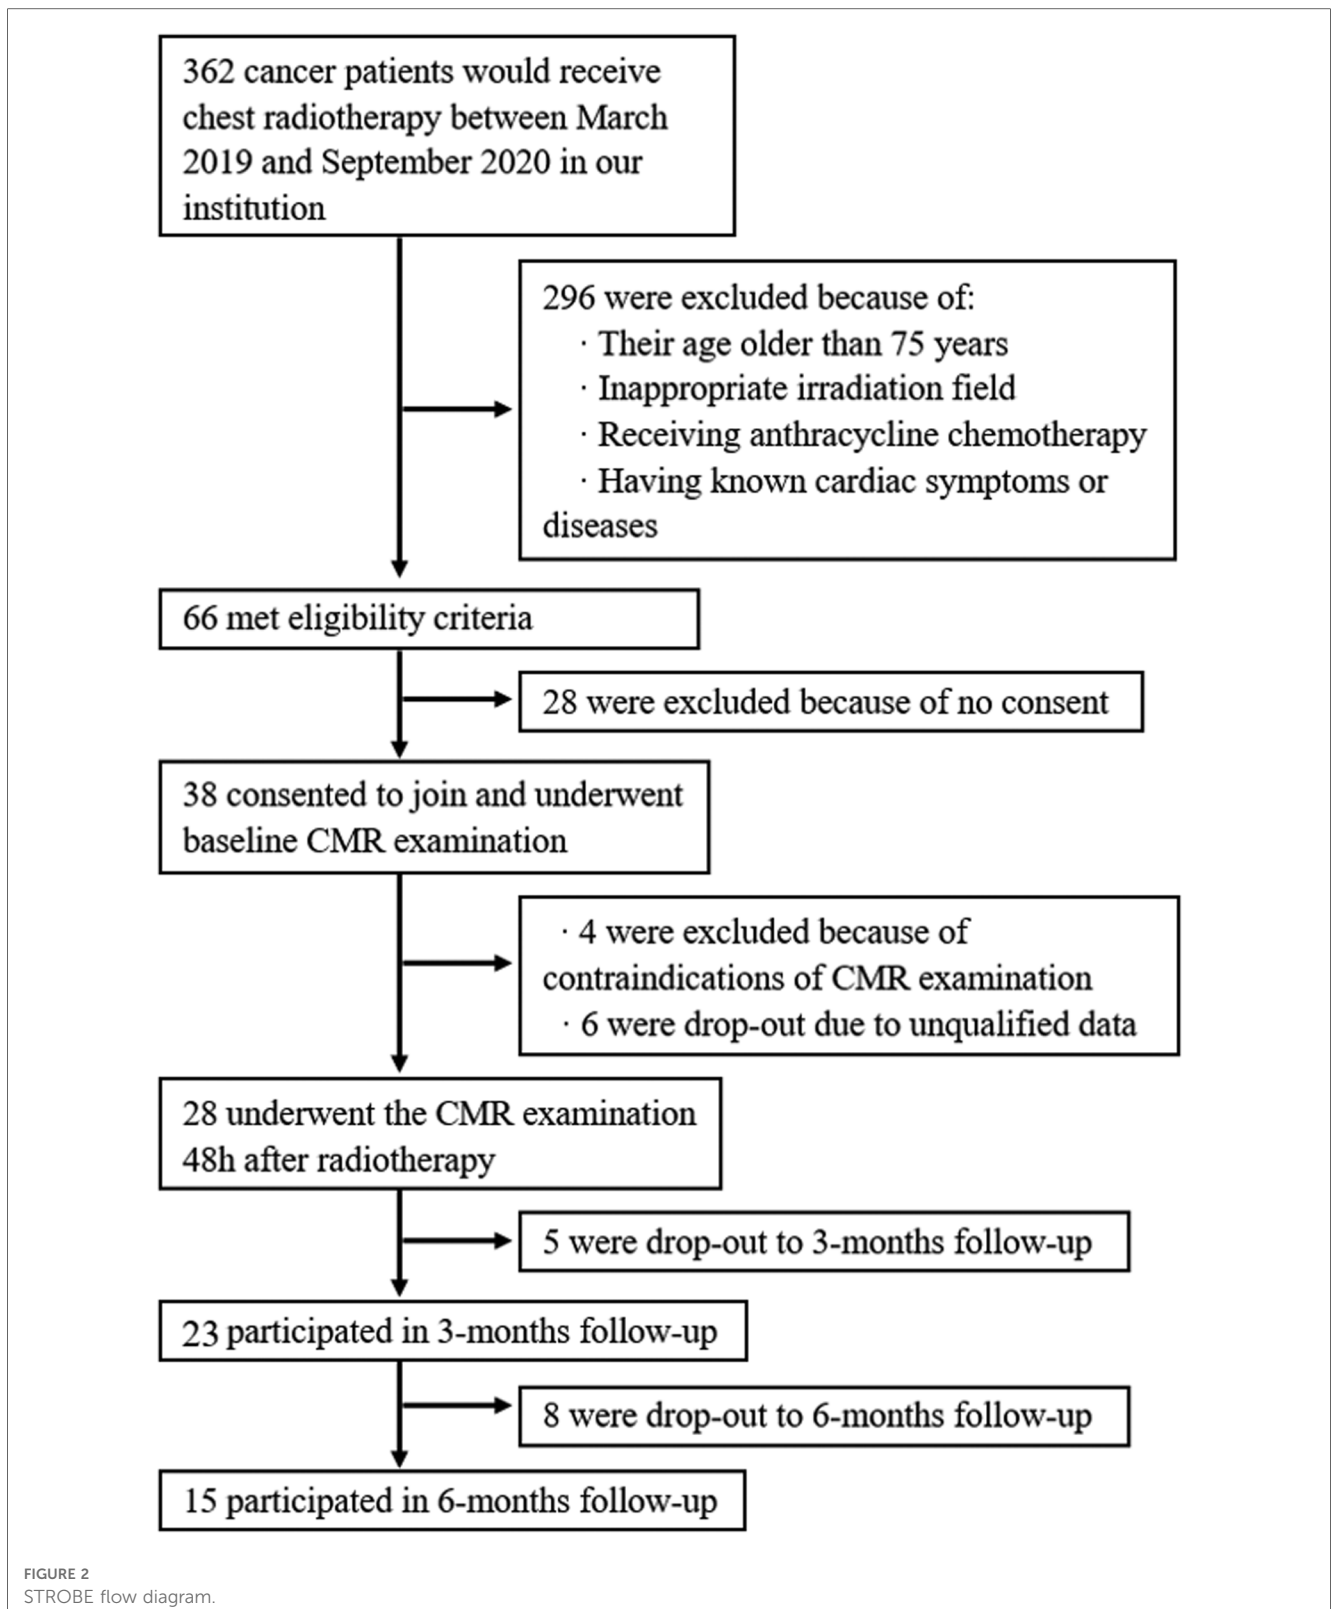 362 cancer patients would receive
chest radiotherapy between March
2019 and September 2020 in our
institution
296 were excluded because of:
· Their age older than 75 years
· Inappropriate irradiation field
· Receiving anthracycline chemotherapy
· Having known cardiac symptoms or
diseases
66 met eligibility criteria
28 were excluded because of no consent
38 consented to join and underwent
baseline CMR examination
· 4 were excluded because of
contraindications of CMR examination
· 6 were drop-out due to unqualified data
28 underwent the CMR examination
48h after radiotherapy
5 were drop-out to 3-months follow-up
23 participated in 3-months follow-up
8 were drop-out to 6-months follow-up
15 participated in 6-months follow-up
FIGURE 2
STROBE flow diagram.